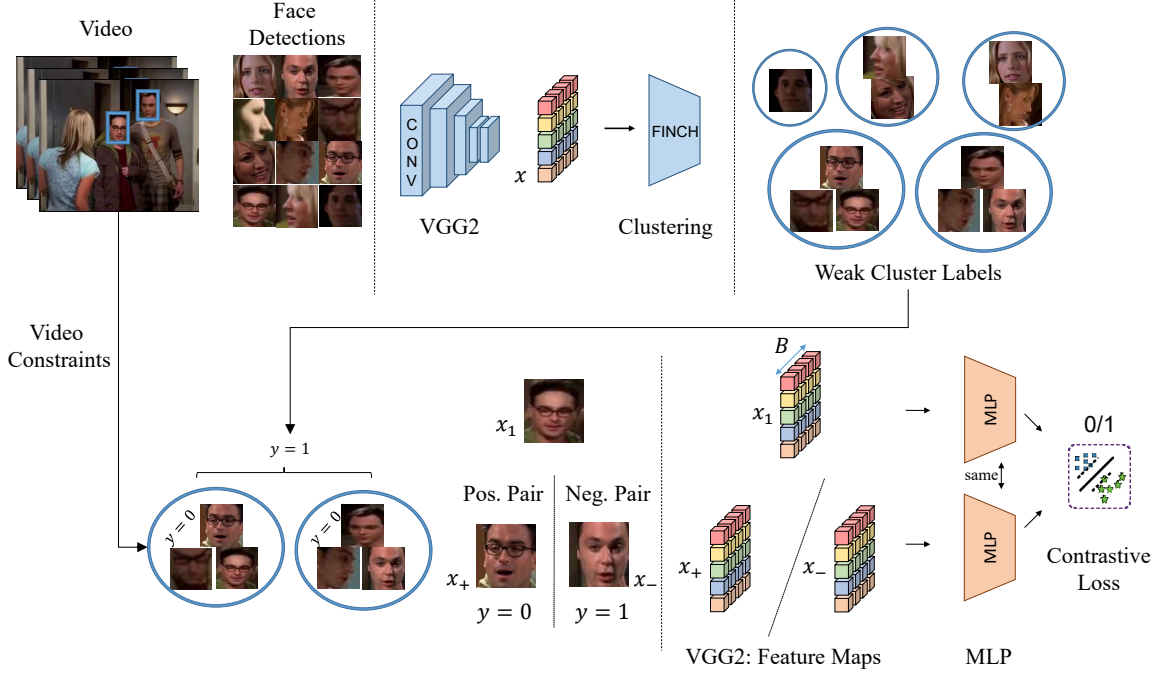 Video
Face
Detections
CONV
x
VGG2
FINCH
Clustering
Weak Cluster Labels
Video
Constraints
y = 1
y = 0
y = 0
x₁
Pos. Pair
Neg. Pair
x₊
x₋
y = 0
y = 1
B
x₁
x₊
x₋
VGG2: Feature Maps
MLP
same
MLP
MLP
0/1
Contrastive
Loss